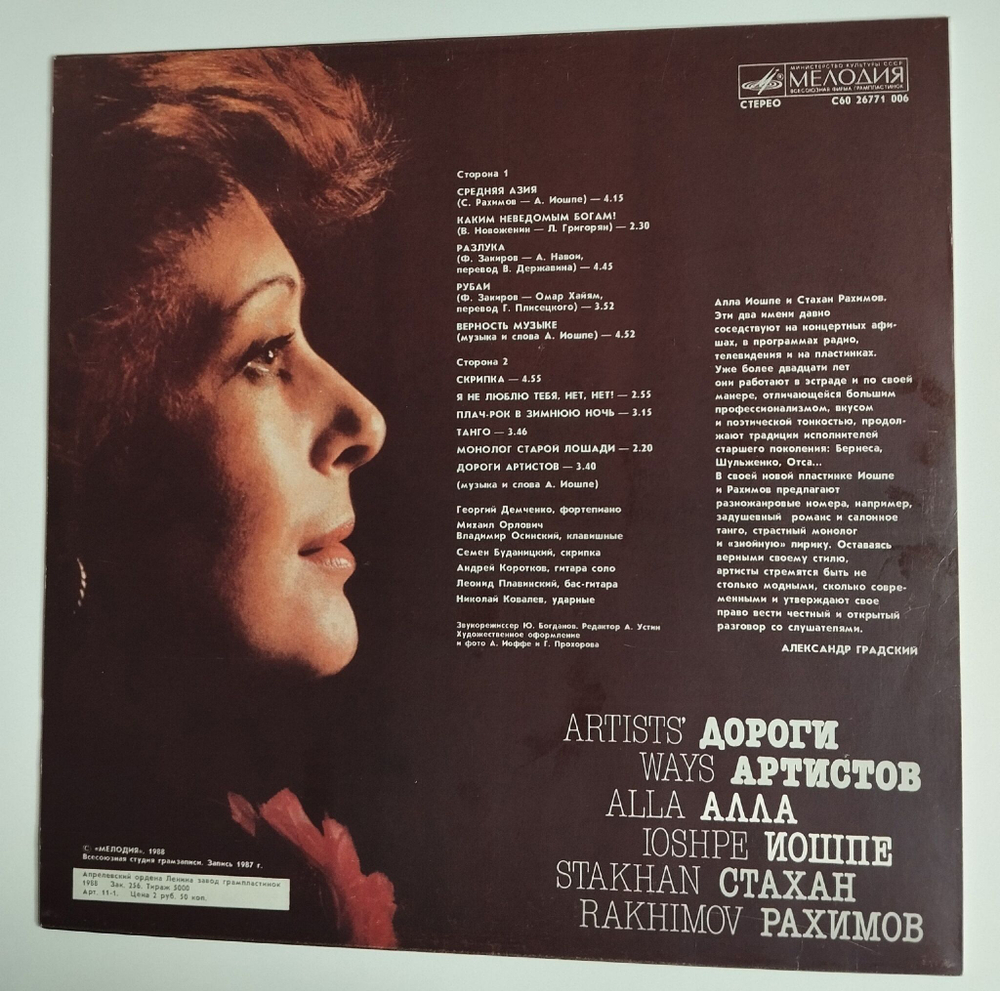 МИНИСТЕРСТВО КУЛЬТУРЫ СССР
МЕЛОДИЯ
ВСЕСОЮЗНАЯ ФИРМА ГРАМПЛАСТИНОК
СТЕРЕО
С60 26771 006
Сторона 1
СРЕДНЯЯ АЗИЯ
(С. Рахимов — А. Иошпе) — 4.15
КАКИМ НЕВЕДОМЫМ БОГАМ!
(В. Новоженин — Л. Григорян) — 2.30
РАЗЛУКА
(Ф. Закиров — А. Навои,
перевод В. Державина) — 4.45
РУБАИ
(Ф. Закиров — Омар Хайям,
перевод Г. Плисецкого) — 3.52
ВЕРНОСТЬ МУЗЫКЕ
(музыка и слова А. Иошпе) — 4.52
Сторона 2
СКРИПКА — 4.55
Я НЕ ЛЮБЛЮ ТЕБЯ, НЕТ, НЕТ! — 2.55
ПЛАЧ-РОК В ЗИМНЮЮ НОЧЬ — 3.15
ТАНГО — 3.46
МОНОЛОГ СТАРОЙ ЛОШАДИ — 2.20
ДОРОГИ АРТИСТОВ — 3.40
(музыка и слова А. Иошпе)
Георгий Демченко, фортепиано
Михаил Орлович
Владимир Осинский, клавишные
Семен Буданицкий, скрипка
Андрей Коротков, гитара соло
Леонид Плавинский, бас-гитара
Николай Ковалев, ударные
Звукорежиссер Ю. Богданов. Редактор А. Устин
Художественное оформление
и фото А. Иоффе и Г. Прохорова
Алла Иошпе и Стахан Рахимов.
Эти два имени давно
соседствуют на концертных афи-
шах, в программах радио,
телевидения и на пластинках.
Уже более двадцати лет
они работают в эстраде и по своей
манере, отличающейся большим
профессионализмом, вкусом
и поэтической тонкостью, продол-
жают традиции исполнителей
старшего поколения: Бернеса,
Шульженко, Отса...
В своей новой пластинке Иошпе
и Рахимов предлагают
разножанровые номера, например,
задушевный романс и салонное
танго, страстный монолог
и «знойную» лирику. Оставаясь
верными своему стилю,
артисты стремятся быть не
столько модными, сколько совре-
менными и утверждают свое
право вести честный и открытый
разговор со слушателями.
АЛЕКСАНДР ГРАДСКИЙ
ARTISTS' ДОРОГИ
WAYS АРТИСТОВ
ALLA АЛЛА
IOSHPE ИОШПЕ
STAKHAN СТАХАН
RAKHIMOV РАХИМОВ
© «МЕЛОДИЯ», 1988
Всесоюзная студия грамзаписи. Запись 1987 г.
Апрелевский ордена Ленина завод грампластинок
1988 Зак. 256. Тираж 5000
Арт. 11-1. Цена 2 руб. 50 коп.